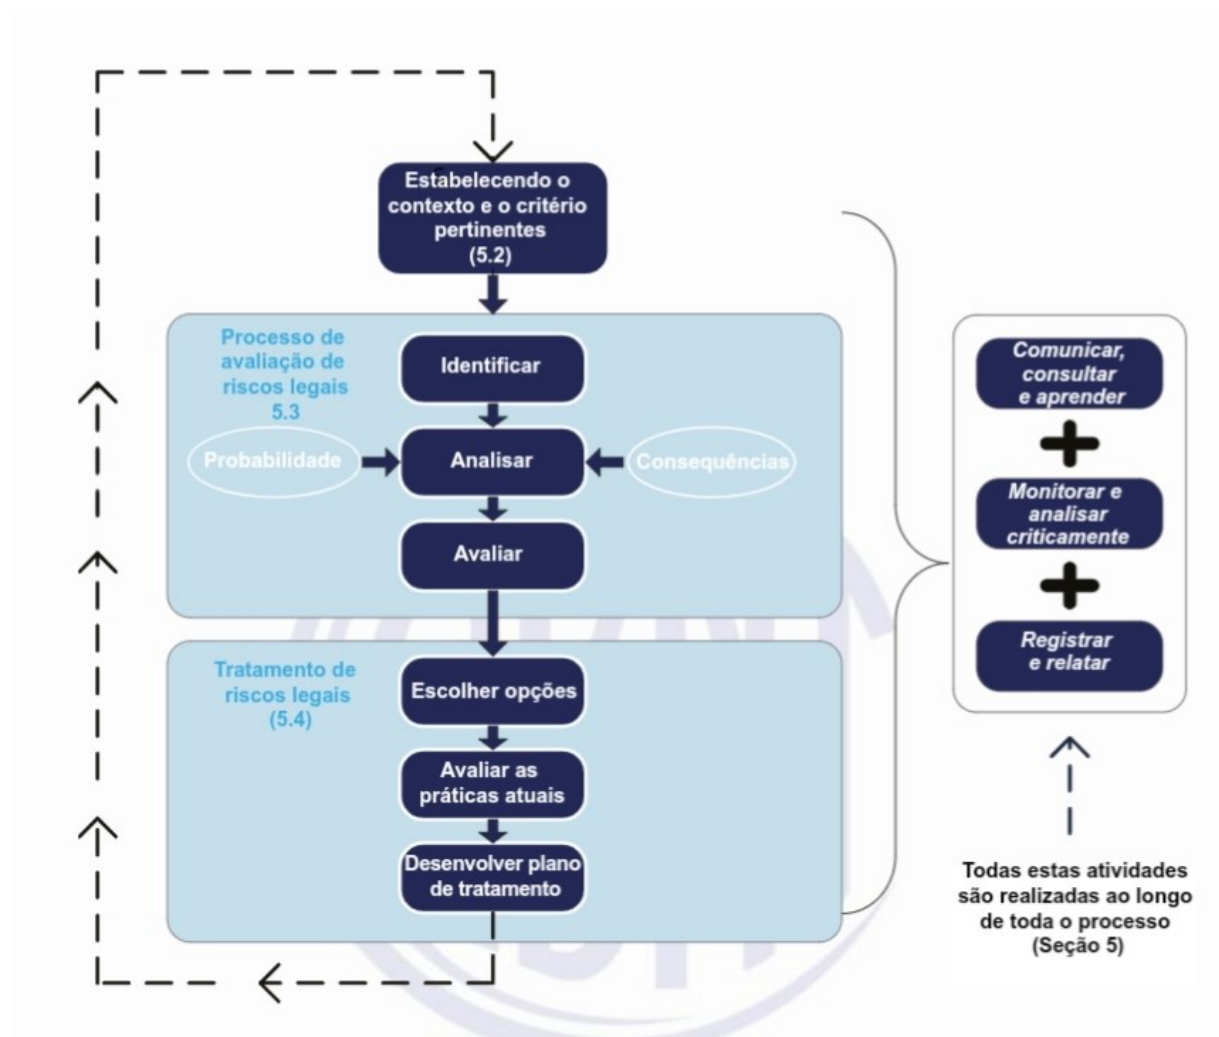 Estabelecendo o
contexto e o critério
pertinentes
(5.2)
Processo de
avaliação de
riscos legais
5.3
Identificar
Probabilidade
Analisar
Consequências
Avaliar
Tratamento de
riscos legais
(5.4)
Escolher opções
Avaliar as
práticas atuais
Desenvolver plano
de tratamento
Comunicar,
consultar
e aprender
Monitorar e
analisar
criticamente
Registrar
e relatar
Todas estas atividades
são realizadas ao longo
de toda o processo
(Seção 5)